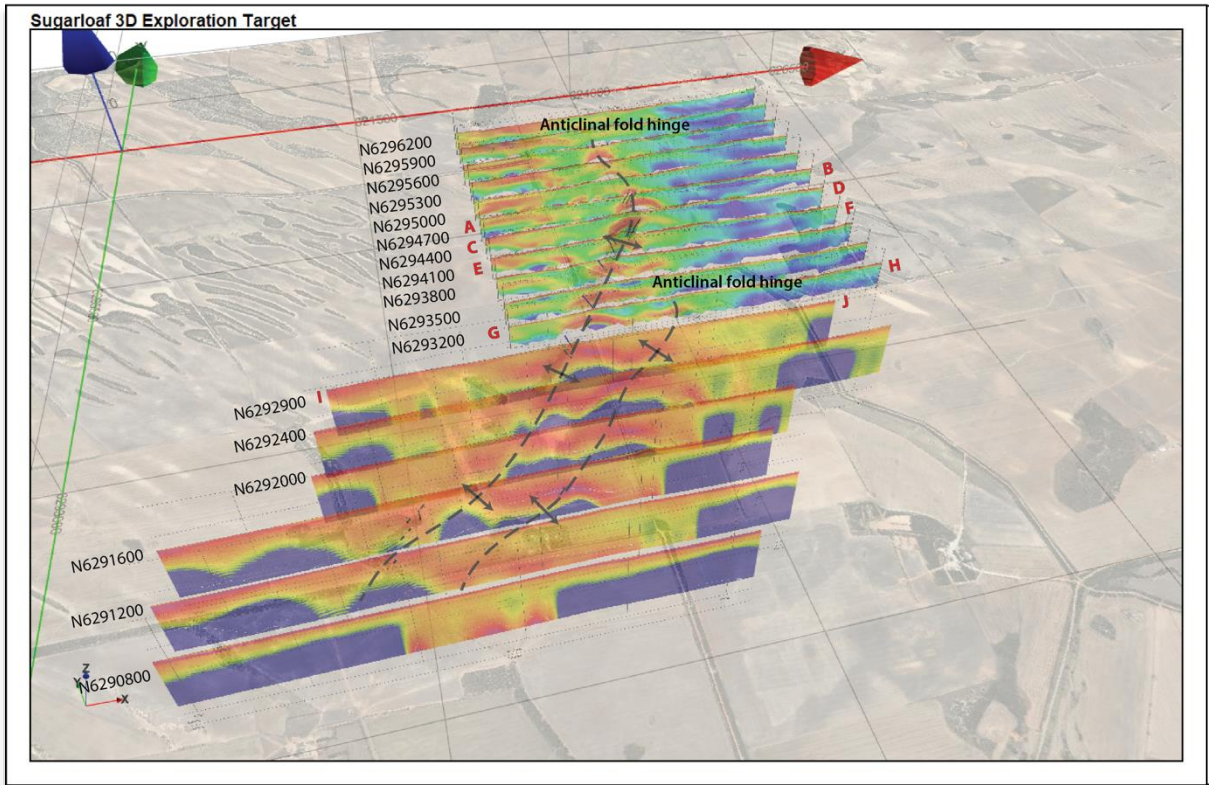 Sugarloaf 3D Exploration Target
Anticlinal fold hinge
N6296200
N6295900
N6295600
N6295300
N6295000
N6294700
N6294400
N6294100
N6293800
N6293500
N6293200
A
B
C
D
E
F
Anticlinal fold hinge
G
H
I
J
N6292900
N6292400
N6292000
N6291600
N6291200
N6290800
Z
Y
X